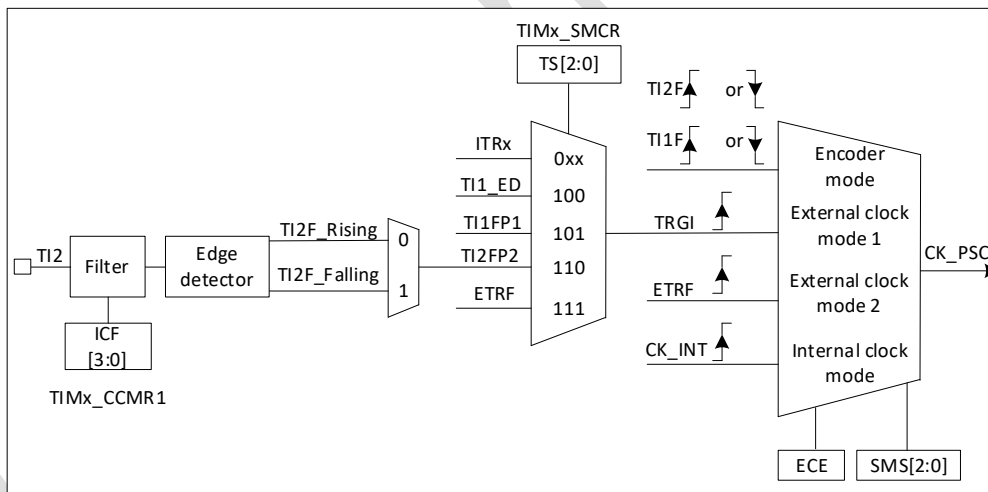 TIMx_SMCR
TS[2:0]
TI2F or
TI1F or
ITRx
0xx
Encoder
mode
TI1_ED
100
TI1FP1
101
TRGI
External clock
mode 1
TI2
Filter
Edge
detector
TI2F_Rising
0
TI2F_Falling
1
TI2FP2
110
ETRF
111
ETRF
External clock
mode 2
CK_PSC
CK_INT
Internal clock
mode
ICF
[3:0]
TIMx_CCMR1
ECE
SMS[2:0]